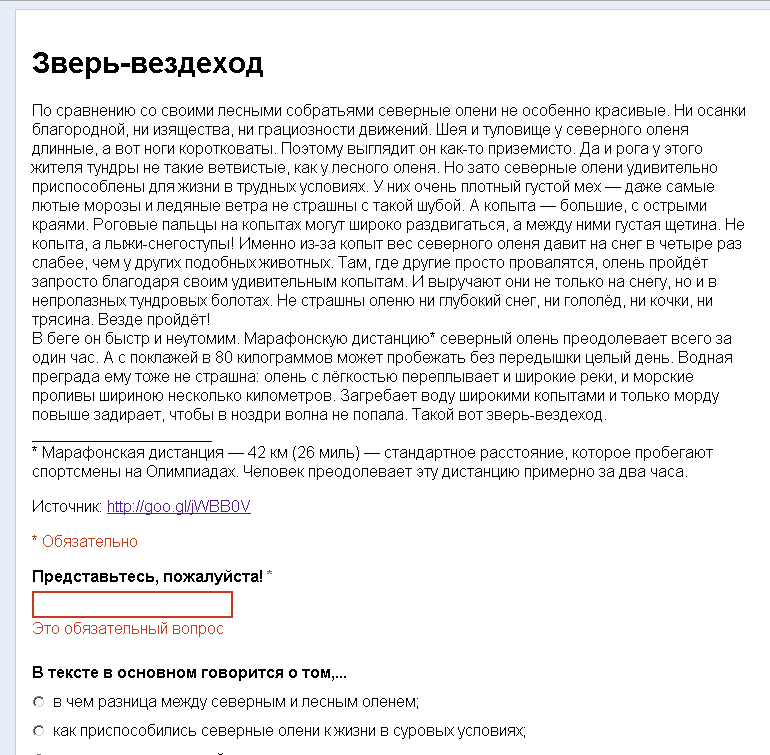 Зверь-вездеход
По сравнению со своими лесными собратьями северные олени не особенно красивые. Ни осанки
благородной, ни изящества, ни грациозности движений. Шея и туловище у северного оленя
длинные, а вот ноги коротковаты. Поэтому выглядит он как-то приземисто. Да и рога у этого
жителя тундры не такие ветвистые, как у лесного оленя. Но зато северные олени удивительно
приспособлены для жизни в трудных условиях. У них очень плотный густой мех — даже самые
лютые морозы и ледяные ветра не страшны с такой шубой. А копыта — большие, с острыми
краями. Роговые пальцы на копытах могут широко раздвигаться, а между ними густая щетина. Не
копыта, а лыжи-снегоступы! Именно из-за копыт вес северного оленя давит на снег в четыре раз
слабее, чем у других подобных животных. Там, где другие просто провалятся, олень пройдёт
запросто благодаря своим удивительным копытам. И выручают они не только на снегу, но и в
непролазных тундровых болотах. Не страшны оленю ни глубокий снег, ни гололёд, ни кочки, ни
трясина. Везде пройдёт!
В беге он быстр и неутомим. Марафонскую дистанцию* северный олень преодолевает всего за
один час. А с поклажей в 80 килограммов может пробежать без передышки целый день. Водная
преграда ему тоже не страшна: олень с лёгкостью переплывает и широкие реки, и морские
проливы шириною несколько километров. Загребает воду широкими копытами и только морду
повыше задирает, чтобы в ноздри волна не попала. Такой вот зверь-вездеход.
____________________
* Марафонская дистанция — 42 км (26 миль) — стандартное расстояние, которое пробегают
спортсмены на Олимпиадах. Человек преодолевает эту дистанцию примерно за два часа.
Источник: http://goo.gl/jWBB0V
* Обязательно
Представьтесь, пожалуйста! *
Это обязательный вопрос
В тексте в основном говорится о том,...
в чем разница между северным и лесным оленем;
как приспособились северные олени к жизни в суровых условиях;